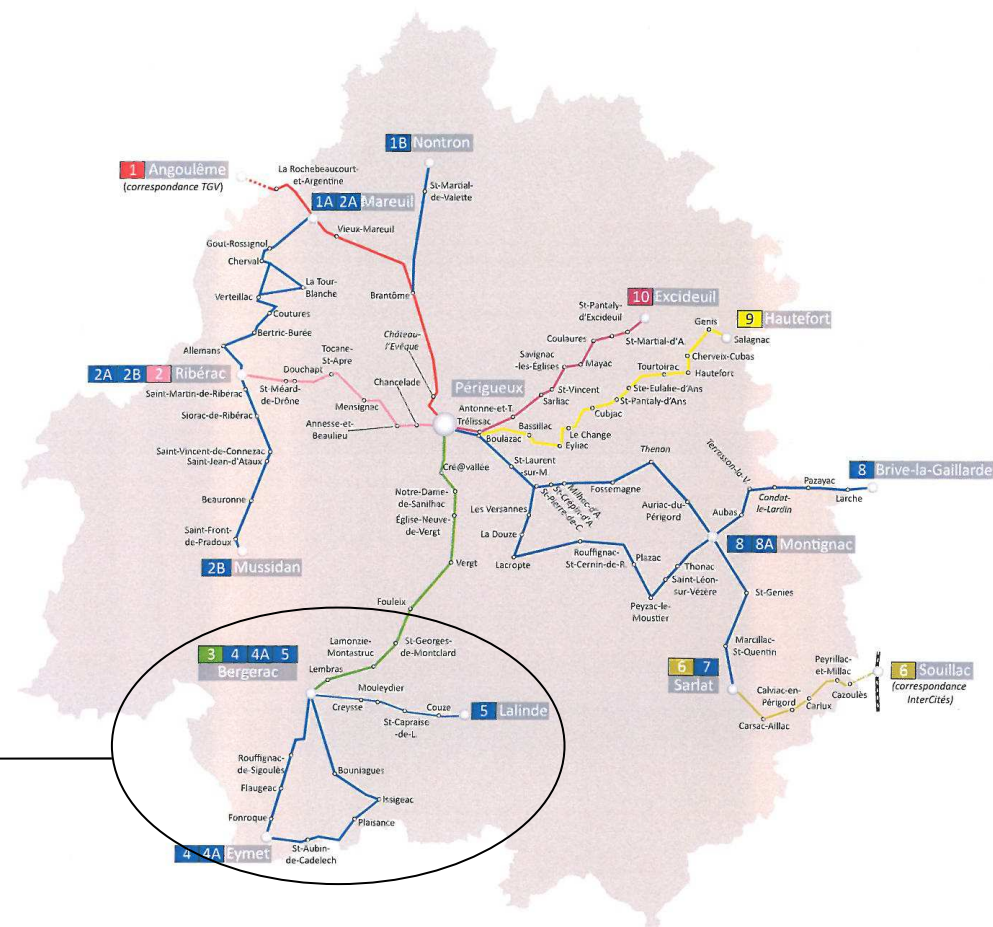 1B Nontron
1 Angoulême
(correspondance TGV)
La Rochebeaucourt-
et-Argentine
1A 2A Mareuil
St-Martial-
de-Valette
Vieux-Mareuil
Gout-Rossignol
Cherval
La Tour-
Blanche
Verteillac
Brantôme
Coutures
Bertric-Burée
Allemans
10 Excideuil
St-Pantaly-
d'Excideuil
9 Hautefort
Genis
Salagnac
Coulaures
St-Martial-d'A.
Château-
l'Evêque
Savignac
-les-Églises
Mayac
Cherveix-Cubas
Tourtoirac
Hautefort
Tocane-
St-Apre
Douchapt
2A 2B 2 Ribérac
St-Méard-
de-Drône
Chancelade
Périgueux
St-Vincent
Sarliac
Ste-Eulalie-d'Ans
St-Pantaly-d'Ans
Saint-Martin-de-Riberac
Mensignac
Antonne-et-T.
Trélissac
Cubjac
Siorac-de-Ribérac
Annesse-et-
Beaulieu
Bassillac
Boulazac
Le Change
Eyliac
Saint-Vincent-de-Connezac
Saint-Jean-d'Ataux
Cré@vallée
St-Laurent
-sur-M.
Thenon
Terrasson-la-V.
8 Brive-la-Gaillarde
Pazayac
Larche
Condat-
le-Lardin
Beauronne
Notre-Dame-
de-Sanilhac
Milhac-d'A.
St-Crépin-d'A.
St-Pierre-de-C.
Fossemagne
Les Versannes
Auriac-du-
Périgord
Aubas
Église-Neuve-
de-Vergt
Saint-Front-
de-Pradoux
La Douze
8 8A Montignac
2B Mussidan
Vergt
Lacropte
Rouffignac-
St-Cernin-de-R.
Plazac
Thonac
Saint-Léon-
sur-Vézère
St-Genies
Peyzac-le-
Moustier
Fouleix
St-Georges-
de-Montclard
Lamonzie-
Montastruc
3 4 4A 5
Bergerac
Lembras
Marcillac-
St-Quentin
6 7
Sarlat
Peyrillac-
et-Millac
6 Souillac
(correspondance
InterCités)
Cazoulès
Calviac-en-
Périgord
Carlux
Carsac-Aillac
Mouleydier
Creysse
Couze
5 Lalinde
St-Capraise
-de-L.
Rouffignac-
de-Sigoulès
Bouniagues
Flaugeac
Issigeac
Fonroque
Plaisance
4 4A Eymet
St-Aubin-
de-Cadelech